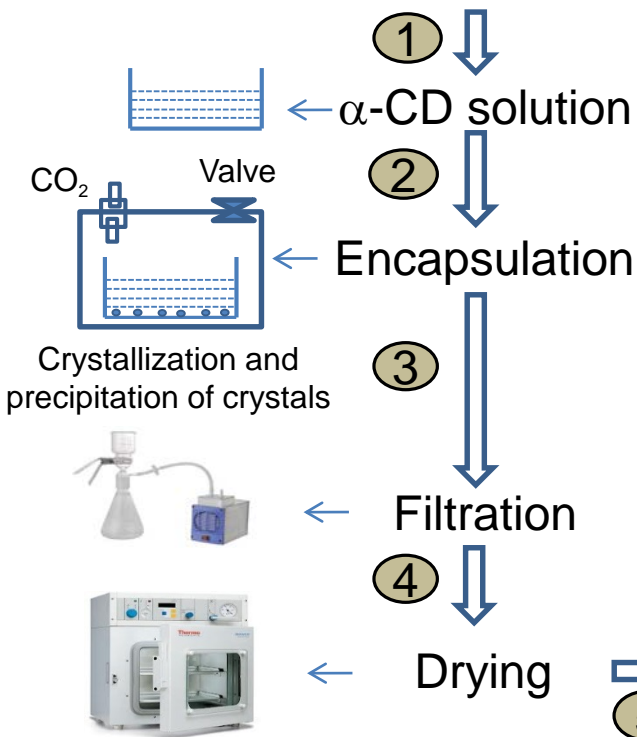 1
α-CD solution
2
CO2
Valve
Encapsulation
Crystallization and
precipitation of crystals
3
Filtration
4
Drying